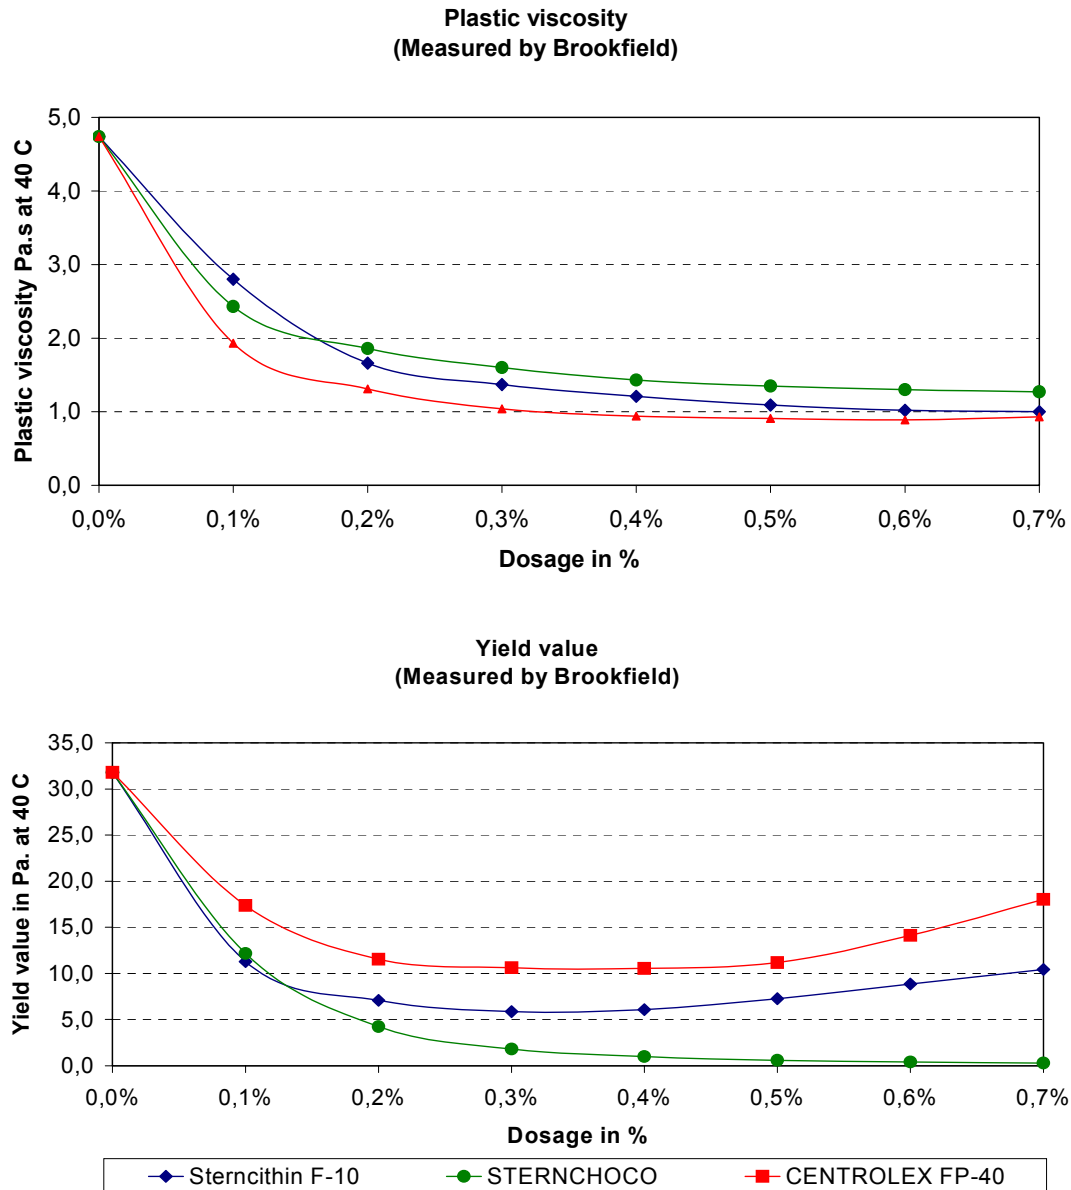 Plastic viscosity
(Measured by Brookfield)
Plastic viscosity Pa.s at 40 C
5,0
4,0
3,0
2,0
1,0
0,0
0,0% 0,1% 0,2% 0,3% 0,4% 0,5% 0,6% 0,7%
Dosage in %
Yield value
(Measured by Brookfield)
Yield value in Pa. at 40 C
35,0
30,0
25,0
20,0
15,0
10,0
5,0
0,0
0,0% 0,1% 0,2% 0,3% 0,4% 0,5% 0,6% 0,7%
Dosage in %
Sterncithin F-10 STERNCHOCO CENTROLEX FP-40